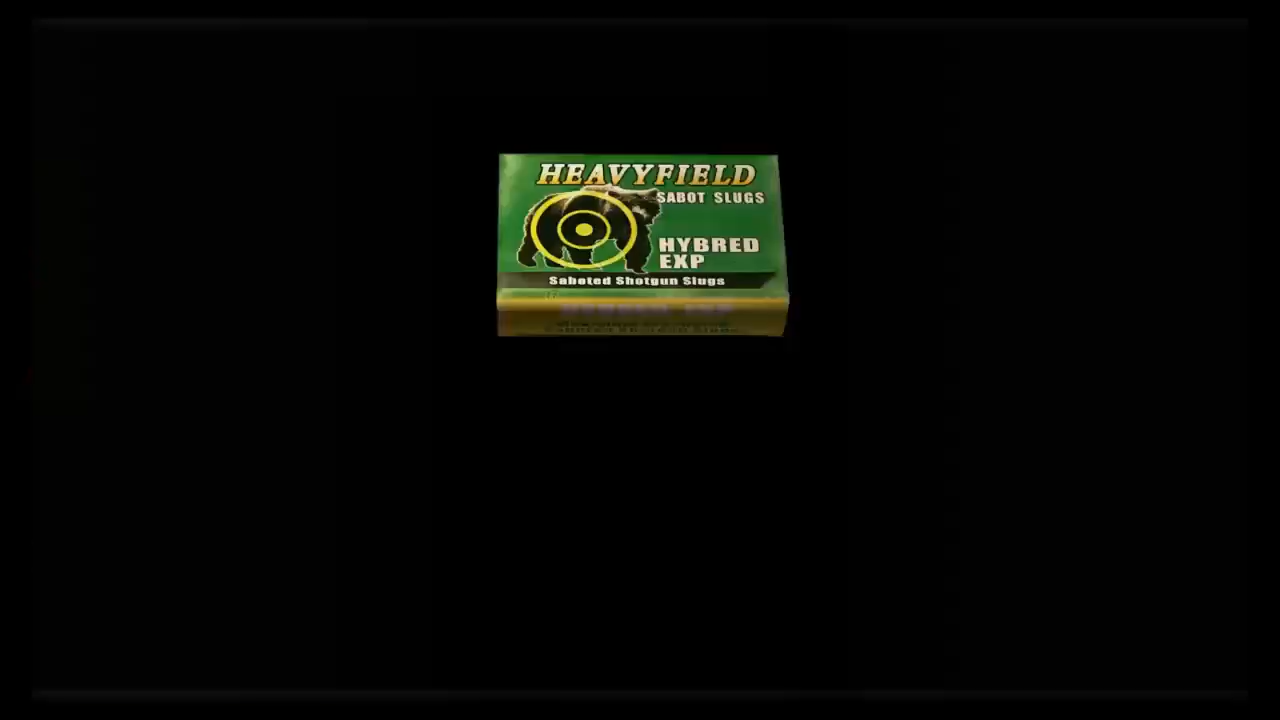 HEAVYFIELD
SABOT SLUGS
HYBRED
EXP
Saboted Shotgun Slugs